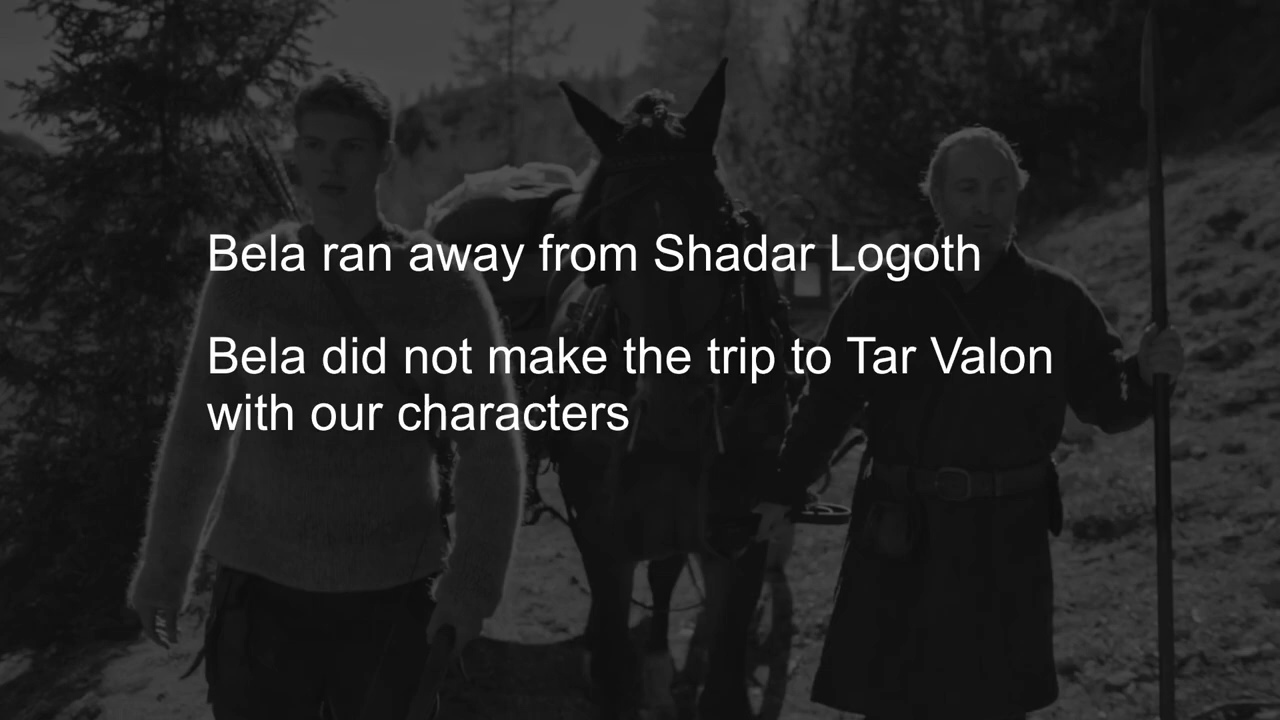 Bela ran away from Shadar Logoth
Bela did not make the trip to Tar Valon
with our characters